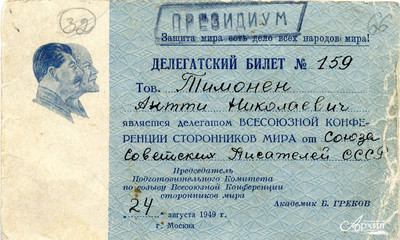 32
ПРЕЗИДИУМ
66
Защита мира есть дело всех народов мира!
ДЕЛЕГАТСКИЙ БИЛЕТ № 159
Тов. Тимонен
Антти Николаевич
является делегатом ВСЕСОЮЗНОЙ КОНФЕ-
РЕНЦИИ СТОРОННИКОВ МИРА от Союза
Советских Писателей СССР
Председатель
Подготовительного Комитета
по созыву Всесоюзной Конференции
сторонников мира
Академик Б. ГРЕКОВ
24 августа 1949 г.
г. Москва
Архив